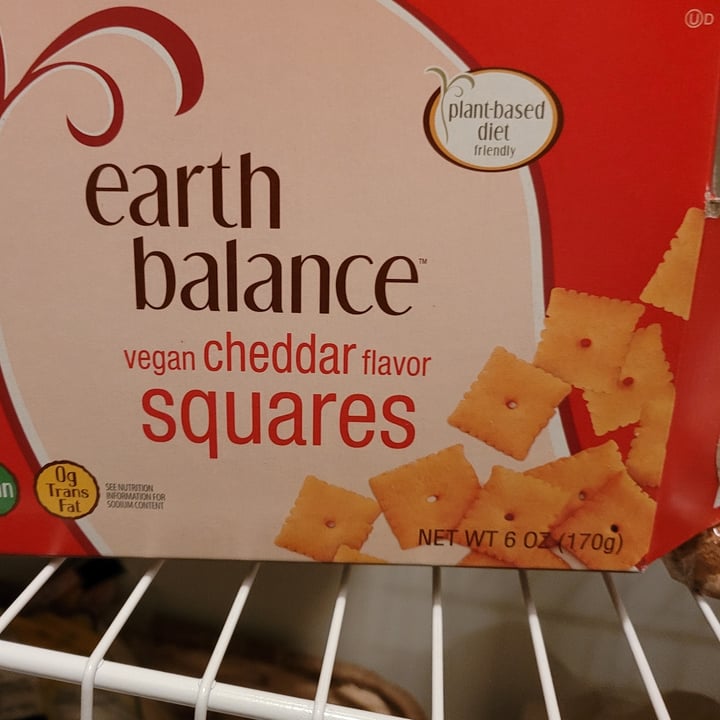 UD
plant-based
diet
friendly
earth
balance™
vegan cheddar flavor
squares
0g
Trans
Fat
SEE NUTRITION
INFORMATION FOR
SODIUM CONTENT
NET WT 6 OZ (170g)